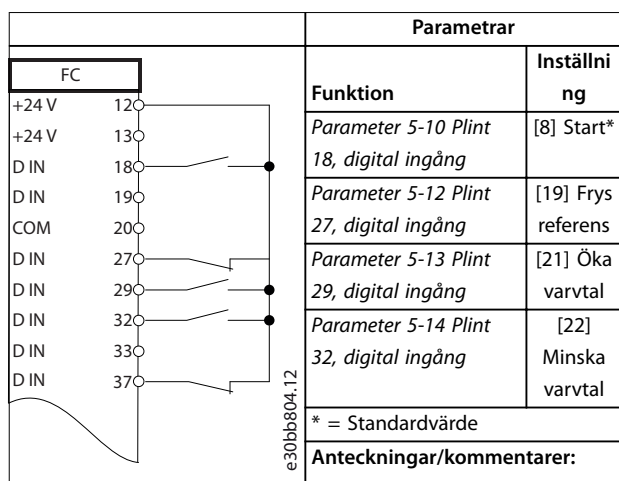 Parametrar
FC
+24 V 12
+24 V 13
D IN 18
D IN 19
COM 20
D IN 27
D IN 29
D IN 32
D IN 33
D IN 37
e30bb804.12
Funktion
Inställni
ng
Parameter 5-10 Plint
18, digital ingång
[8] Start*
Parameter 5-12 Plint
27, digital ingång
[19] Frys
referens
Parameter 5-13 Plint
29, digital ingång
[21] Öka
varvtal
Parameter 5-14 Plint
32, digital ingång
[22]
Minska
varvtal
* = Standardvärde
Anteckningar/kommentarer: